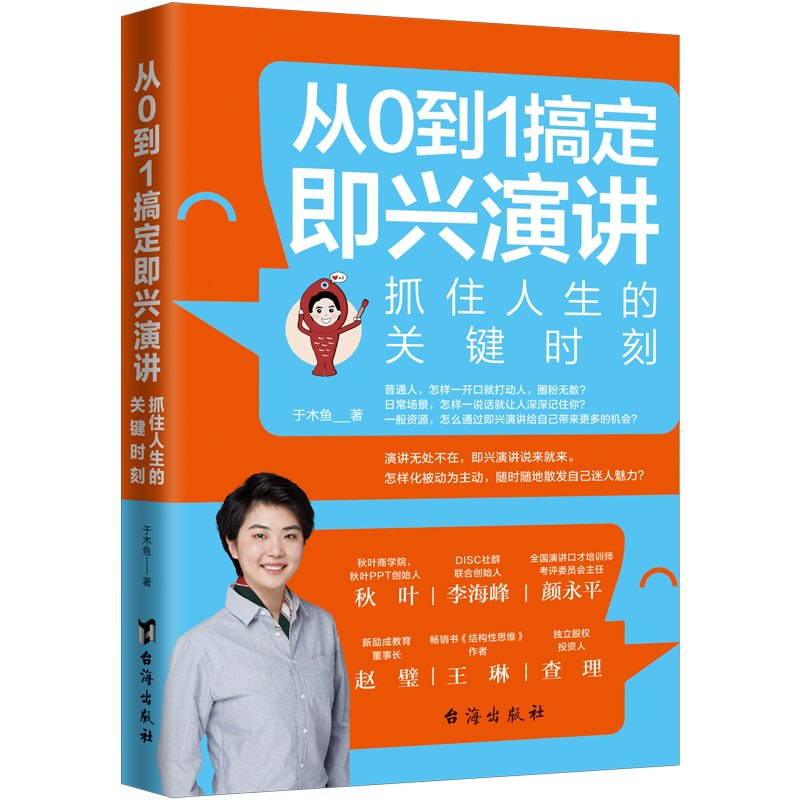 从0到1搞定
即兴演讲
抓住人生的
关键时刻
普通人，怎样一开口就打动人，圈粉无数？
日常场景，怎样一说话就让人深深记住你？
一般资源，怎么通过即兴演讲给自己带来更多的机会？
于木鱼__著
演讲无处不在，即兴演讲说来就来。
怎样化被动为主动，随时随地散发自己迷人魅力？
秋叶商学院，
秋叶PPT创始人
秋 叶
DISC社群
联合创始人
李海峰
全国演讲口才培训师
考评委员会主任
颜永平
新励成教育
董事长
赵 璧
畅销书《结构性思维》
作者
王 琳
独立股权
投资人
查 理
台海出版社
从0到1搞定即兴演讲
抓住人生的
关键时刻
于木鱼__著
台海出版社